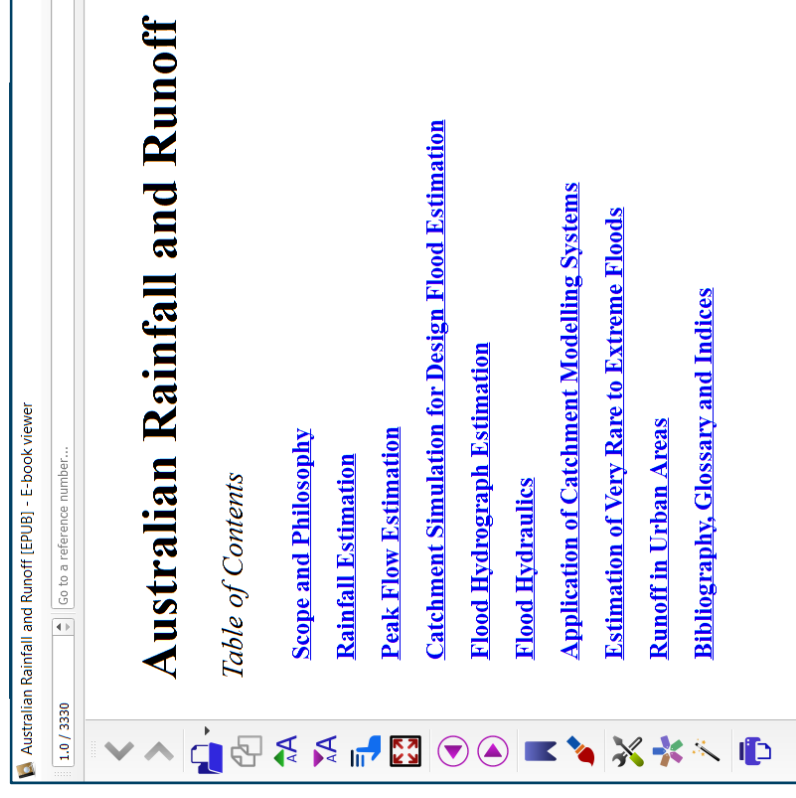 Australian Rainfall and Runoff [EPUB] - E-book viewer
1.0 / 3330
Go to a reference number...
Australian Rainfall and Runoff
Table of Contents
Scope and Philosophy
Rainfall Estimation
Peak Flow Estimation
Catchment Simulation for Design Flood Estimation
Flood Hydrograph Estimation
Flood Hydraulics
Application of Catchment Modelling Systems
Estimation of Very Rare to Extreme Floods
Runoff in Urban Areas
Bibliography, Glossary and Indices
AA
AA